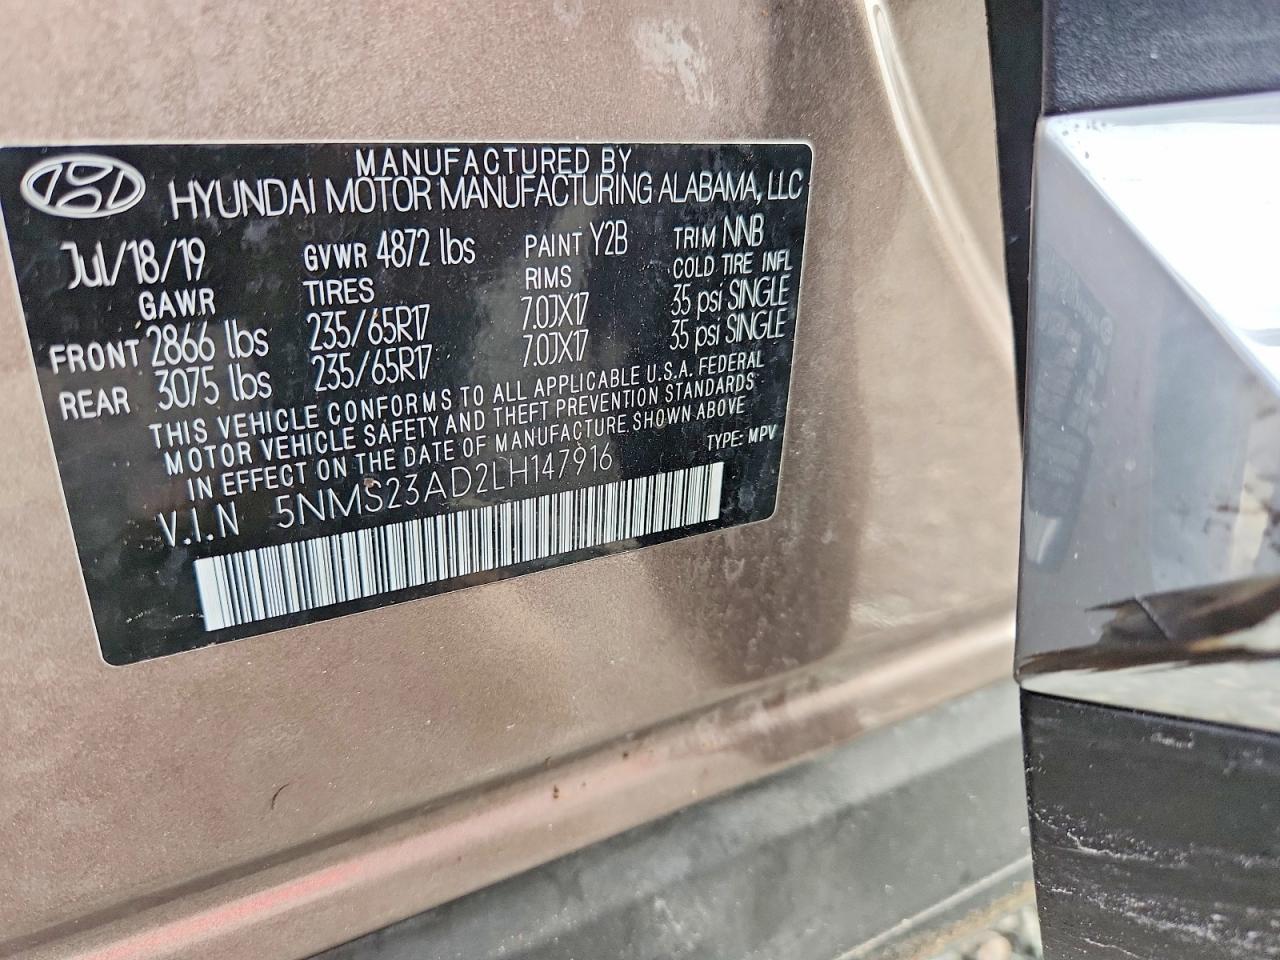 MANUFACTURED BY
HYUNDAI MOTOR MANUFACTURING ALABAMA, LLC
Jul/18/19 GVWR 4872 lbs PAINT Y2B TRIM NNB
GAWR TIRES RIMS COLD TIRE INFL
FRONT 2866 lbs 235/65R17 7.0JX17 35 psi SINGLE
REAR 3075 lbs 235/65R17 7.0JX17 35 psi SINGLE
THIS VEHICLE CONFORMS TO ALL APPLICABLE U.S.A. FEDERAL
MOTOR VEHICLE SAFETY AND THEFT PREVENTION STANDARDS
IN EFFECT ON THE DATE OF MANUFACTURE SHOWN ABOVE
V.I.N 5NMS23AD2LH147916 TYPE: MPV